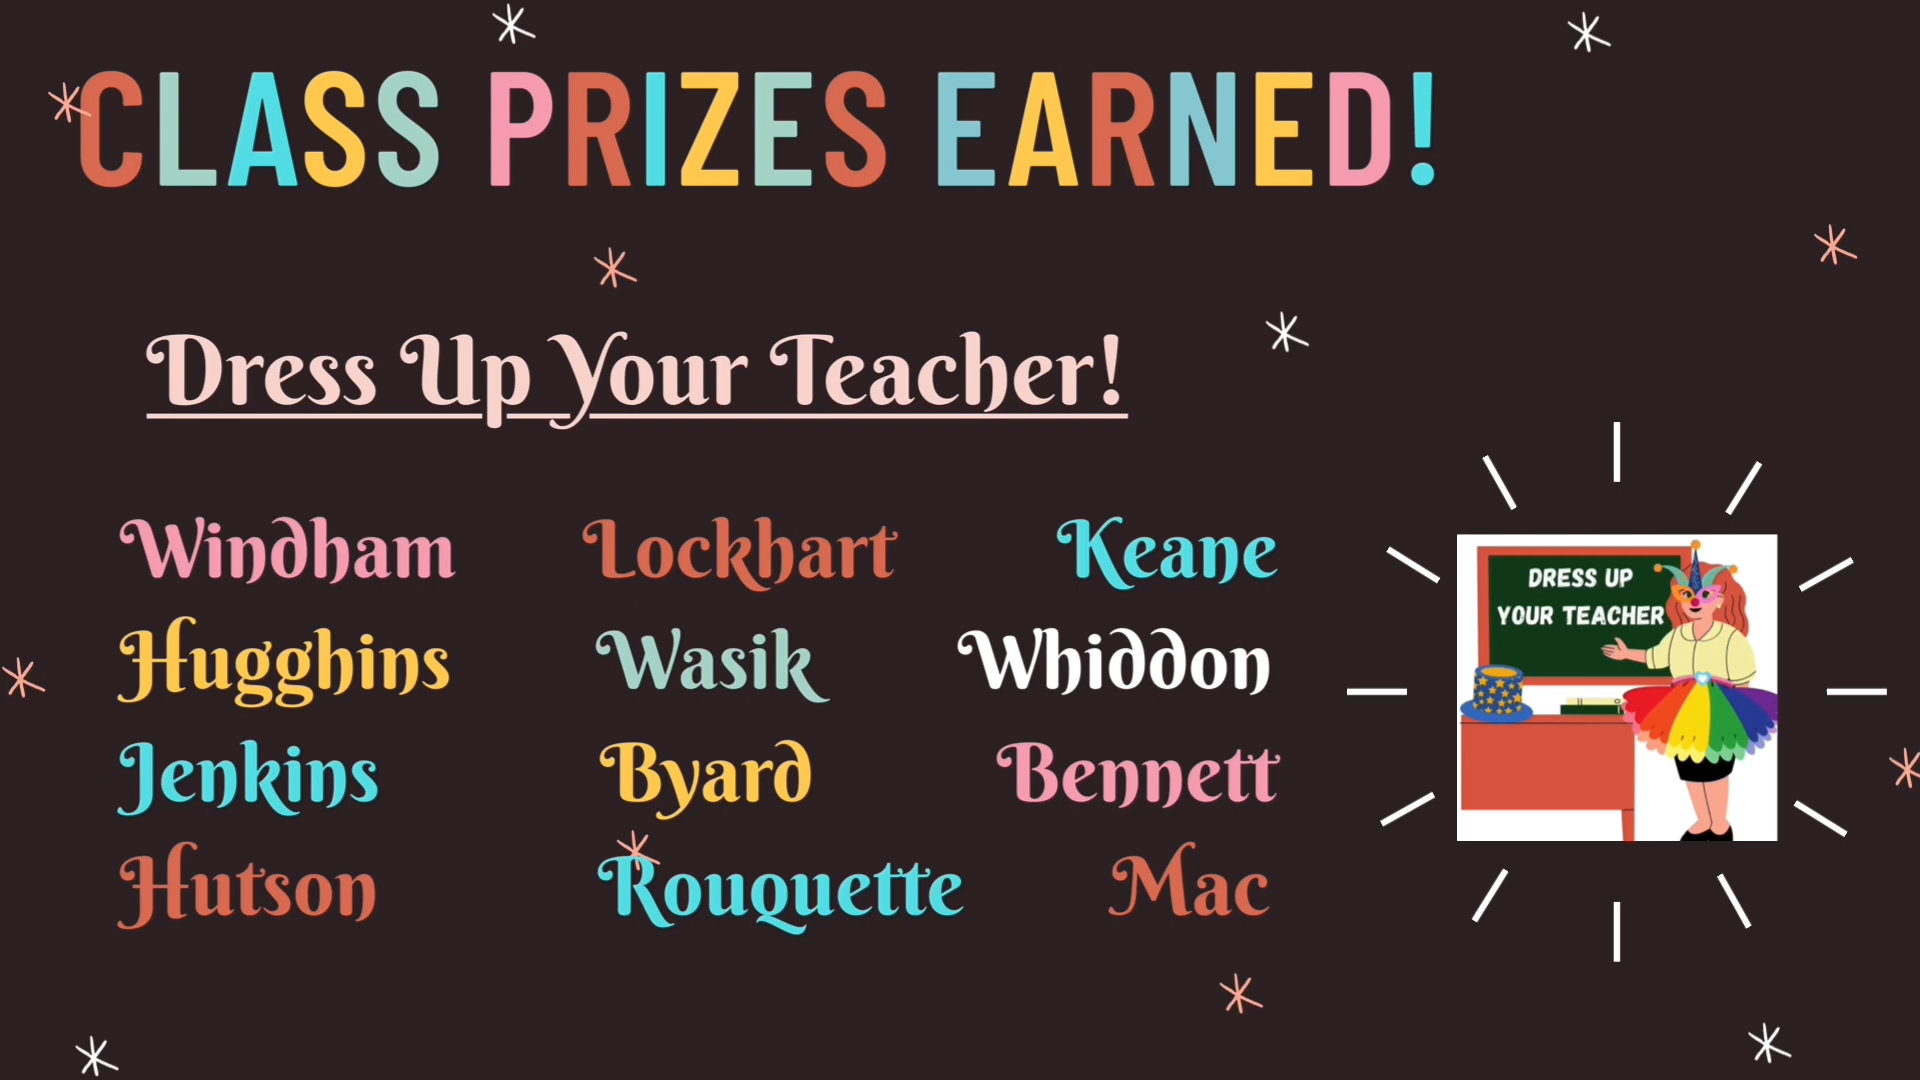 CLASS PRIZES EARNED!
Dress Up Your Teacher!
Windham Lockhart Keane
Hugghins Wasik Whiddon
Jenkins Byard Bennett
Hutson Rouquette Mac
DRESS UP
YOUR TEACHER